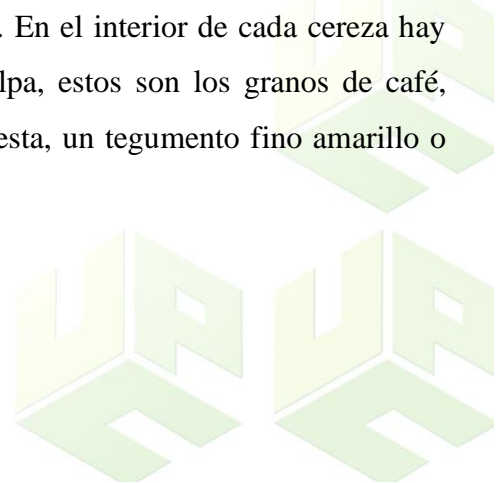 . En el interior de cada cereza hay
lpa, estos son los granos de café,
esta, un tegumento fino amarillo o